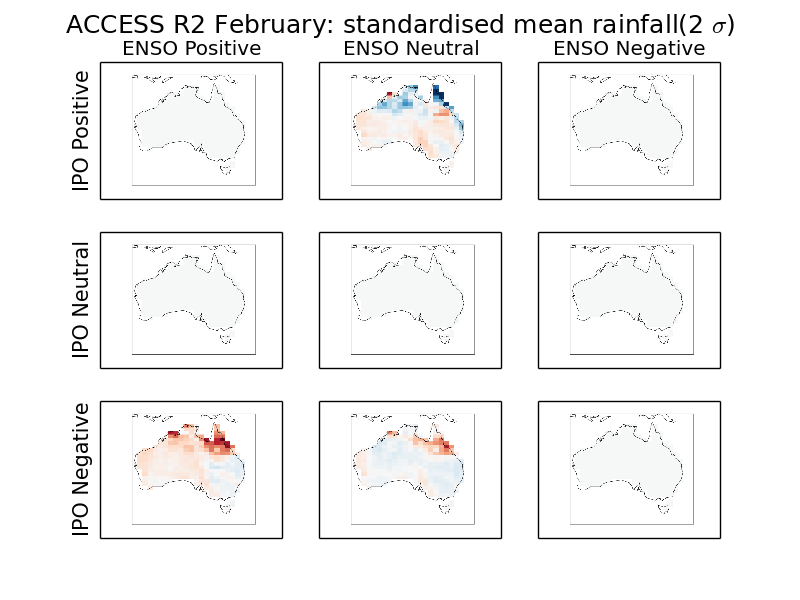 ACCESS R2 February: standardised mean rainfall(2 σ)
ENSO Positive
ENSO Neutral
ENSO Negative
IPO Positive
IPO Neutral
IPO Negative